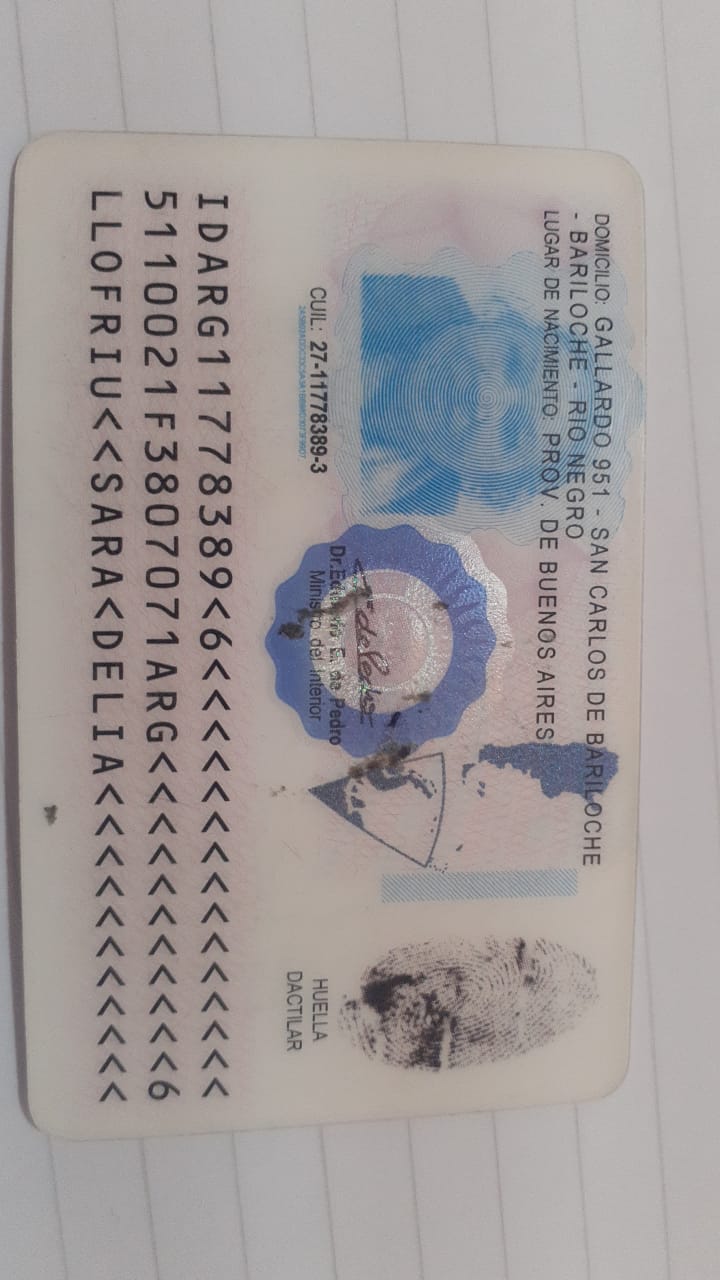 DOMICILIO: GALLARDO 951 - SAN CARLOS DE BARILOCHE
- BARILOCHE - RIO NEGRO
LUGAR DE NACIMIENTO: PROV. DE BUENOS AIRES
CUIL: 27-11778389-3
Dr. E. de Pedro
Ministro del Interior
HUELLA
DACTILAR
IDARG11778389<6<<<<<<<<<<<<<<<
5110021F3807071ARG<<<<<<<<<<<6
LLOFRIU<<SARA<DELIA<<<<<<<<<<<